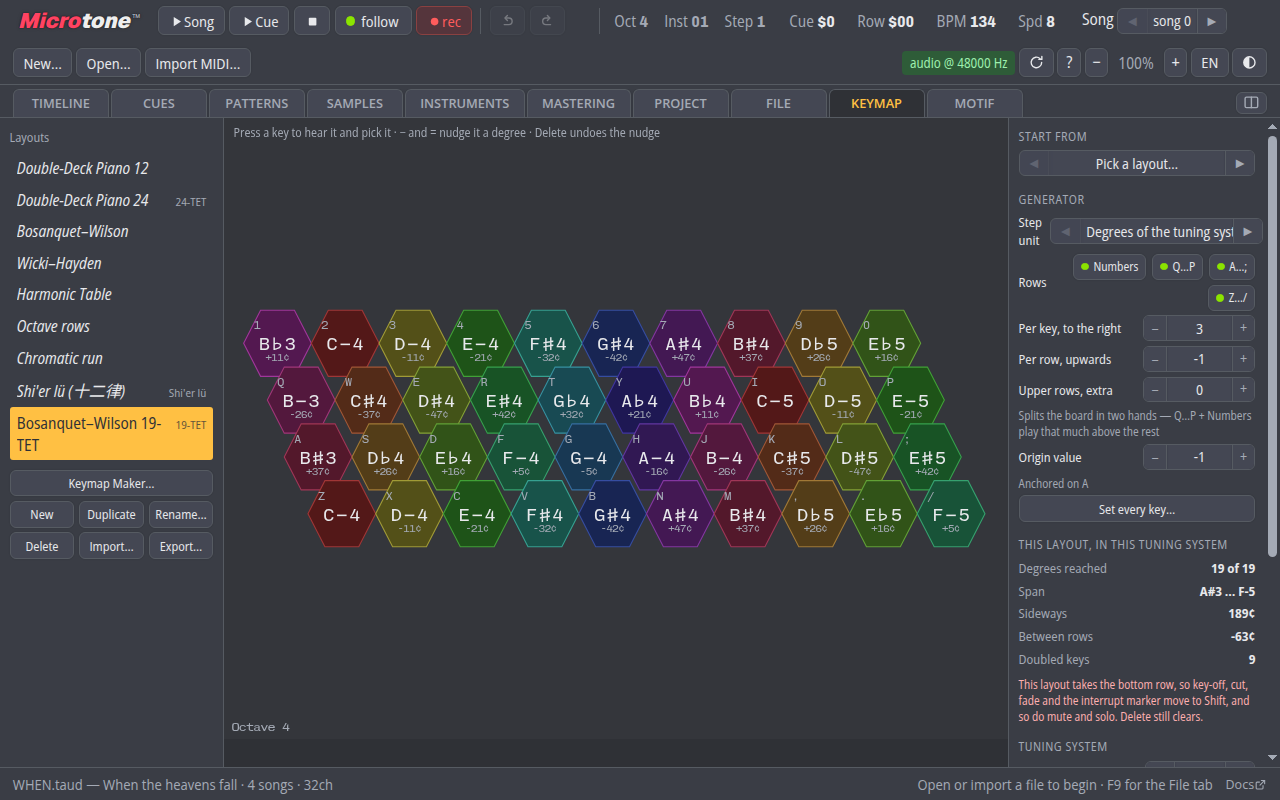 Microtone™ Song Cue follow rec Oct 4 Inst 01 Step 1 Cue $0 Row $00 BPM 134 Spd 8 Song song 0
New... Open... Import MIDI... audio @ 48000 Hz ? − 100% + EN
TIMELINE CUES PATTERNS SAMPLES INSTRUMENTS MASTERING PROJECT FILE KEYMAP MOTIF
Layouts
Double-Deck Piano 12
Double-Deck Piano 24 24-TET
Bosanquet–Wilson
Wicki–Hayden
Harmonic Table
Octave rows
Chromatic run
Shi'er lü (十二律) Shi'er lü
Bosanquet–Wilson 19-TET 19-TET
Keymap Maker...
New Duplicate Rename...
Delete Import... Export...
Press a key to hear it and pick it · − and = nudge it a degree · Delete undoes the nudge
1 2 3 4 5 6 7 8 9 0
B♭3 C−4 D−4 E−4 F♯4 G♯4 A♯4 B♯4 D♭5 E♭5
+11¢ -11¢ -21¢ -32¢ -42¢ +47¢ +37¢ +26¢ +16¢
Q W E R T Y U I O P
B−3 C♯4 D♯4 E♯4 G♭4 A♭4 B♭4 C−5 D−5 E−5
-26¢ -37¢ -47¢ +42¢ +32¢ +21¢ +11¢ -11¢ -21¢
A S D F G H J K L ;
B♯3 D♭4 E♭4 F−4 G−4 A−4 B−4 C♯5 D♯5 E♯5
+37¢ +26¢ +16¢ +5¢ -5¢ -16¢ -26¢ -37¢ -47¢ +42¢
Z X C V B N M , . /
C−4 D−4 E−4 F♯4 G♯4 A♯4 B♯4 D♭5 E♭5 F−5
-11¢ -21¢ -32¢ -42¢ +47¢ +37¢ +26¢ +16¢ +5¢
Octave 4
START FROM
Pick a layout...
GENERATOR
Step unit Degrees of the tuning syst
Rows Numbers Q...P A...; Z.../
Per key, to the right − 3 +
Per row, upwards − -1 +
Upper rows, extra − 0 +
Splits the board in two hands — Q...P + Numbers
play that much above the rest
Origin value − -1 +
Anchored on A
Set every key...
THIS LAYOUT, IN THIS TUNING SYSTEM
Degrees reached 19 of 19
Span A#3 ... F-5
Sideways 189¢
Between rows -63¢
Doubled keys 9
This layout takes the bottom row, so key-off, cut,
fade and the interrupt marker move to Shift, and
so do mute and solo. Delete still clears.
TUNING SYSTEM
WHEN.taud — When the heavens fall · 4 songs · 32ch Open or import a file to begin · F9 for the File tab Docs